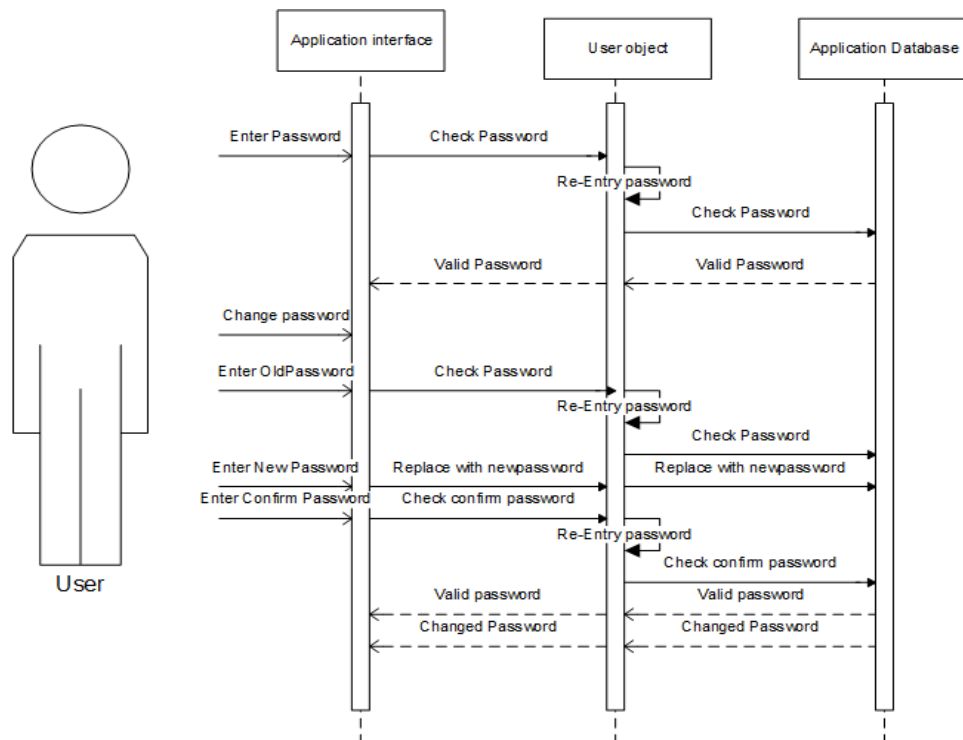 Application interface
User object
Application Database
Enter Password
Check Password
Re-Entry password
Check Password
Valid Password
Valid Password
Change password
Enter OldPassword
Check Password
Re-Entry password
Check Password
Enter New Password
Replace with newpassword
Replace with newpassword
Enter Confirm Password
Check confirm password
Re-Entry password
Check confirm password
Valid password
Valid password
Changed Password
Changed Password
User